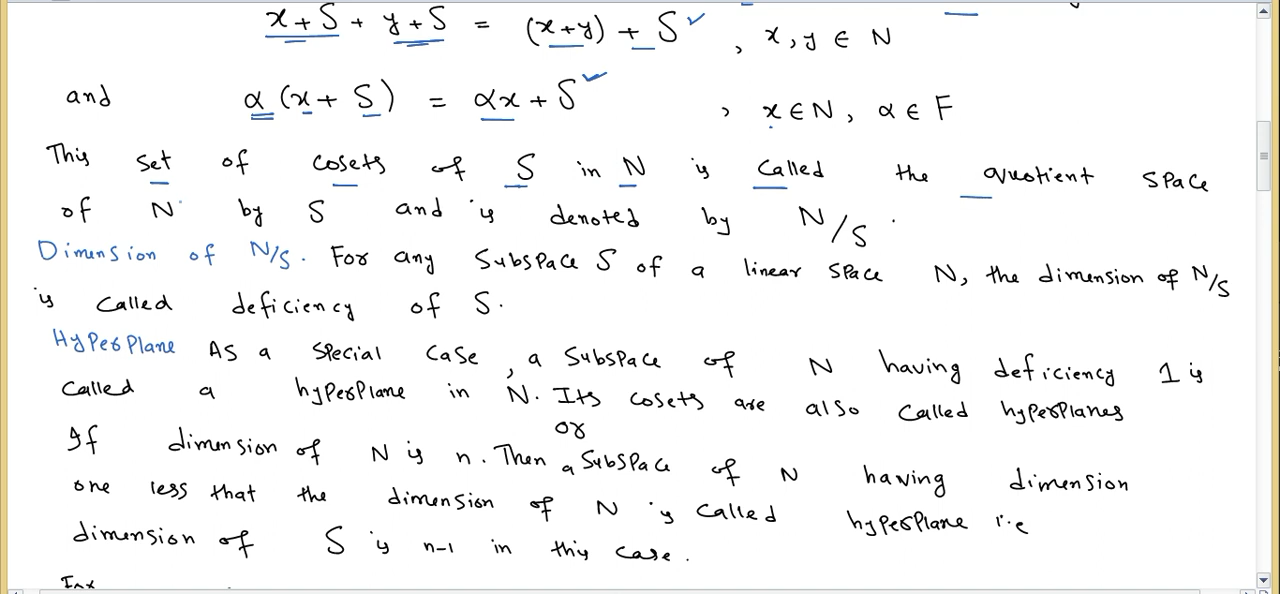 x+S + y+S = (x+y) + S , x, y ∈ N
and α (x + S) = αx + S , x ∈ N, α ∈ F
This set of cosets of S in N is called the quotient space
of N by S and is denoted by N/S.
Dimension of N/S. For any subspace S of a linear space N, the dimension of N/S
is called deficiency of S.
Hyperplane As a special case, a subspace of N having deficiency 1 is
called a hyperplane in N. Its cosets are also called hyperplanes
or
If dimension of N is n. Then a subspace of N having dimension
one less that the dimension of N is called hyperplane i.e
dimension of S is n-1 in this case.